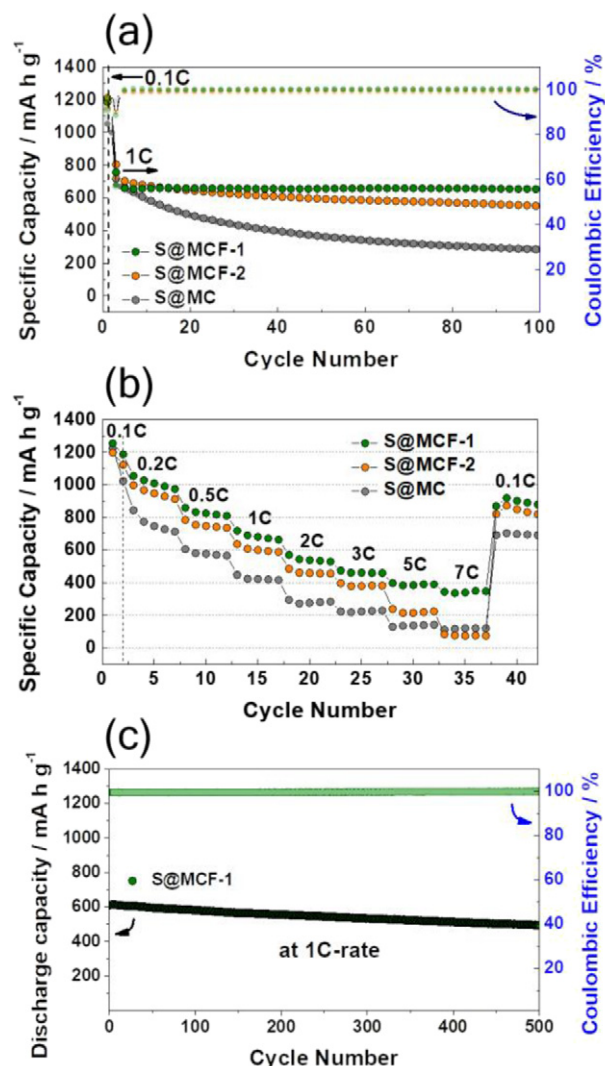 (a)
Specific Capacity / mA h g⁻¹
1400
1200
1000
800
600
400
200
0
0.1C
1C
S@MCF-1
S@MCF-2
S@MC
100
80
60
40
20
Coulombic Efficiency / %
0 20 40 60 80 100
Cycle Number
(b)
Specific Capacity / mA h g⁻¹
1400
1200
1000
800
600
400
200
0
0.1C
0.2C
0.5C
1C
2C
3C
5C
7C
0.1C
S@MCF-1
S@MCF-2
S@MC
0 5 10 15 20 25 30 35 40
Cycle Number
(c)
Discharge capacity / mA h g⁻¹
1400
1200
1000
800
600
400
200
S@MCF-1
at 1C-rate
100
80
60
40
20
Coulombic Efficiency / %
0 100 200 300 400 500
Cycle Number